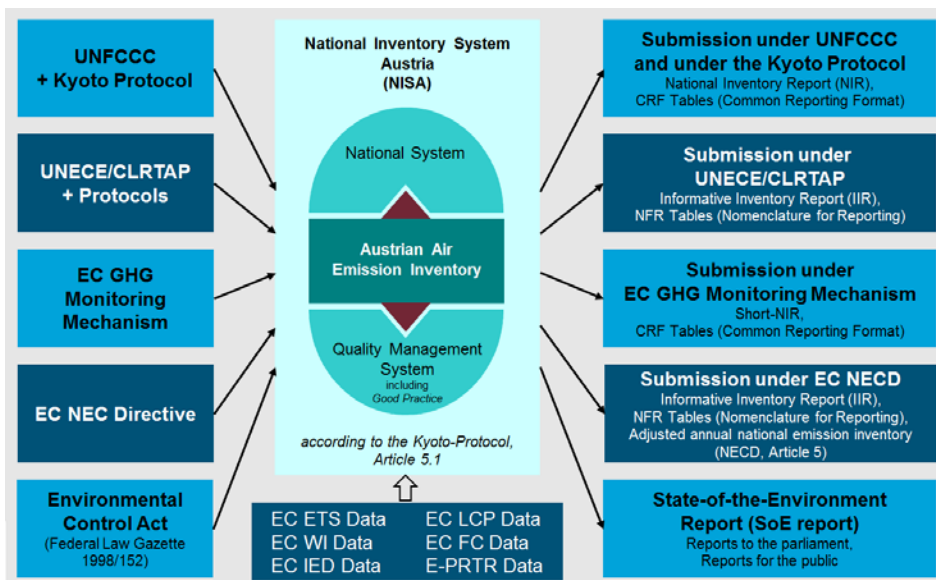 UNFCCC
+ Kyoto Protocol
UNECE/CLRTAP
+ Protocols
EC GHG
Monitoring
Mechanism
EC NEC Directive
Environmental
Control Act
(Federal Law Gazette
1998/152)
National Inventory System
Austria
(NISA)
National System
Austrian Air
Emission Inventory
Quality Management
System
including
Good Practice
according to the Kyoto-Protocol,
Article 5.1
EC ETS Data EC LCP Data
EC WI Data EC FC Data
EC IED Data E-PRTR Data
Submission under UNFCCC
and under the Kyoto Protocol
National Inventory Report (NIR),
CRF Tables (Common Reporting Format)
Submission under
UNECE/CLRTAP
Informative Inventory Report (IIR),
NFR Tables (Nomenclature for Reporting)
Submission under
EC GHG Monitoring Mechanism
Short-NIR,
CRF Tables (Common Reporting Format)
Submission under EC NECD
Informative Inventory Report (IIR),
NFR Tables (Nomenclature for Reporting),
Adjusted annual national emission inventory
(NECD, Article 5)
State-of-the-Environment
Report (SoE report)
Reports to the parliament,
Reports for the public